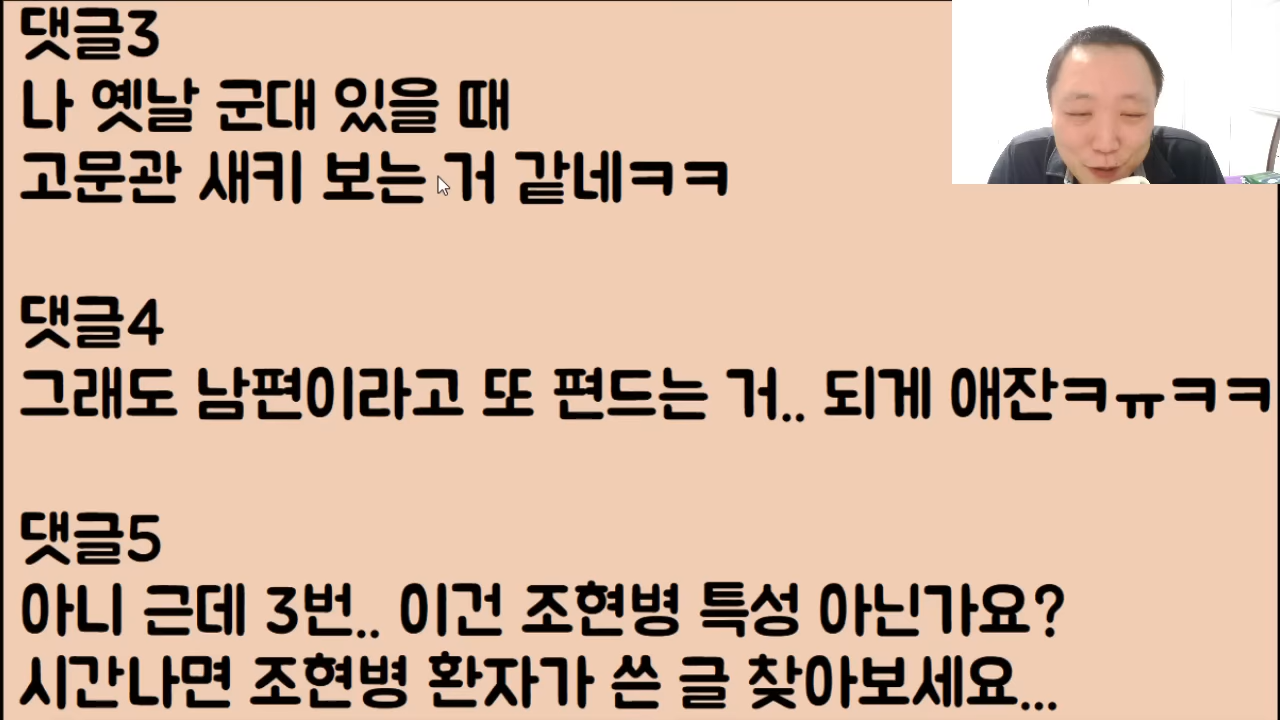 댓글3
나 옛날 군대 있을 때
고문관 새키 보는 거 같네ㅋㅋ
댓글4
그래도 남편이라고 또 편드는 거.. 되게 애잔ㅋㅠㅋㅋ
댓글5
아니 근데 3번.. 이건 조현병 특성 아닌가요?
시간나면 조현병 환자가 쓴 글 찾아보세요...